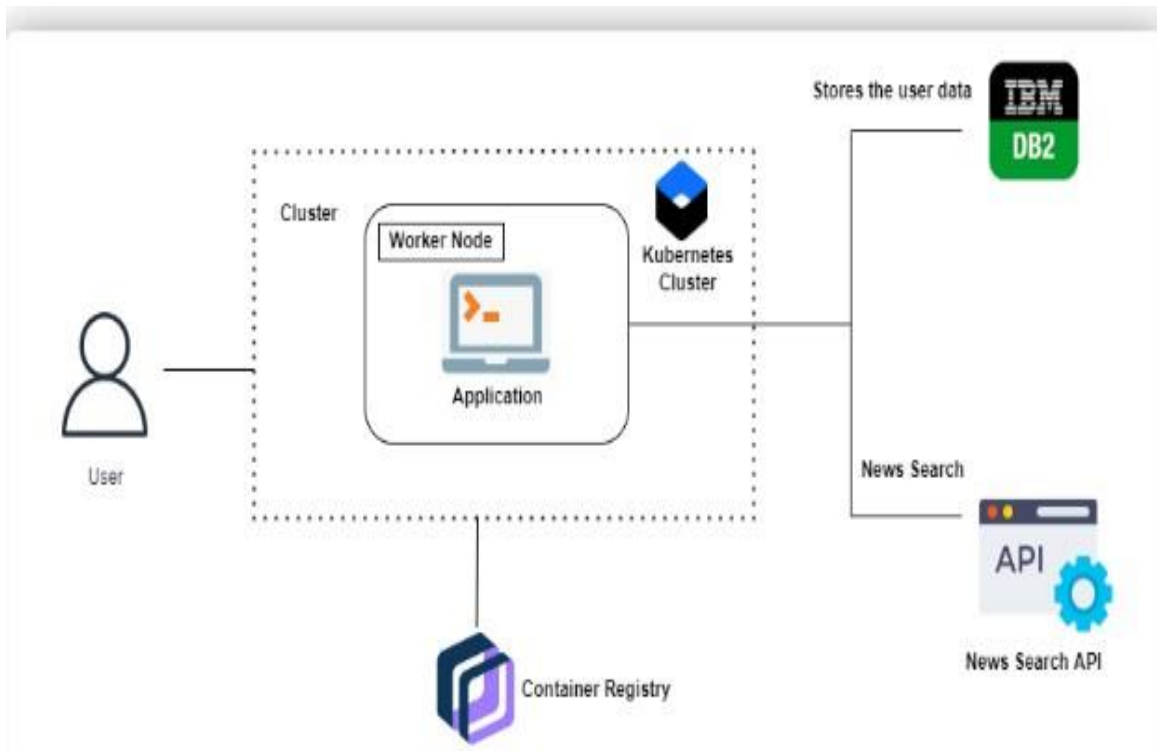 Stores the user data
IBM
DB2
Cluster
Worker Node
Kubernetes
Cluster
Application
User
News Search
API
News Search API
Container Registry